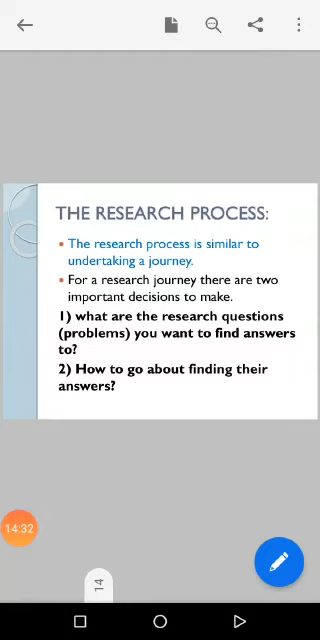 THE RESEARCH PROCESS:
• The research process is similar to
undertaking a journey.
• For a research journey there are two
important decisions to make.
1) what are the research questions
(problems) you want to find answers
to?
2) How to go about finding their
answers?
14:32
14